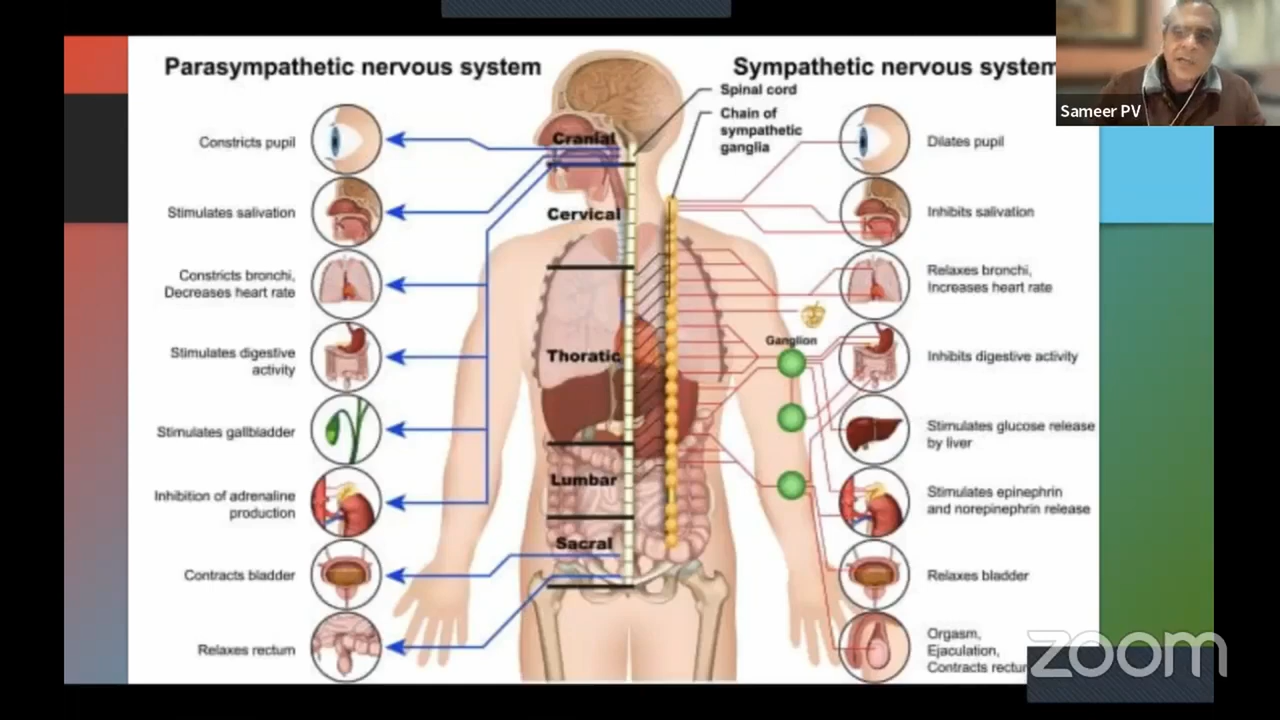 Parasympathetic nervous system
Constricts pupil
Stimulates salivation
Constricts bronchi,
Decreases heart rate
Stimulates digestive
activity
Stimulates gallbladder
Inhibition of adrenaline
production
Contracts bladder
Relaxes rectum
Cranial
Cervical
Thoratic
Lumbar
Sacral
Spinal cord
Chain of
sympathetic
ganglia
Ganglion
Sympathetic nervous system
Dilates pupil
Inhibits salivation
Relaxes bronchi,
Increases heart rate
Inhibits digestive activity
Stimulates glucose release
by liver
Stimulates epinephrin
and norepinephrin release
Relaxes bladder
Orgasm,
Ejaculation,
Contracts rectum
Sameer PV
zoom